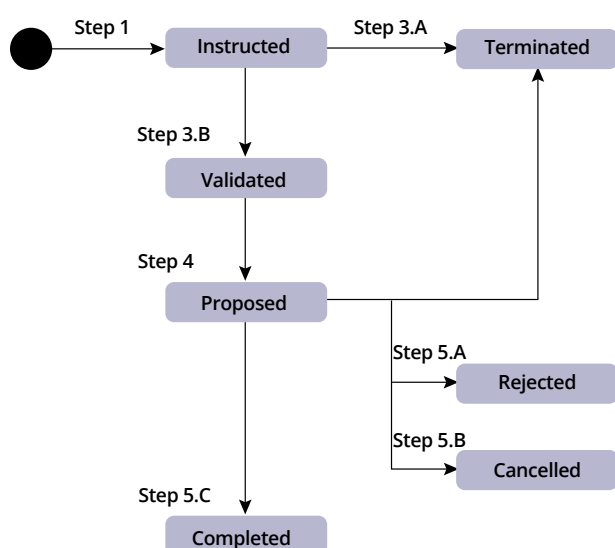 Step 1
Instructed
Step 3.A
Terminated
Step 3.B
Validated
Step 4
Proposed
Step 5.A
Rejected
Step 5.B
Cancelled
Step 5.C
Completed